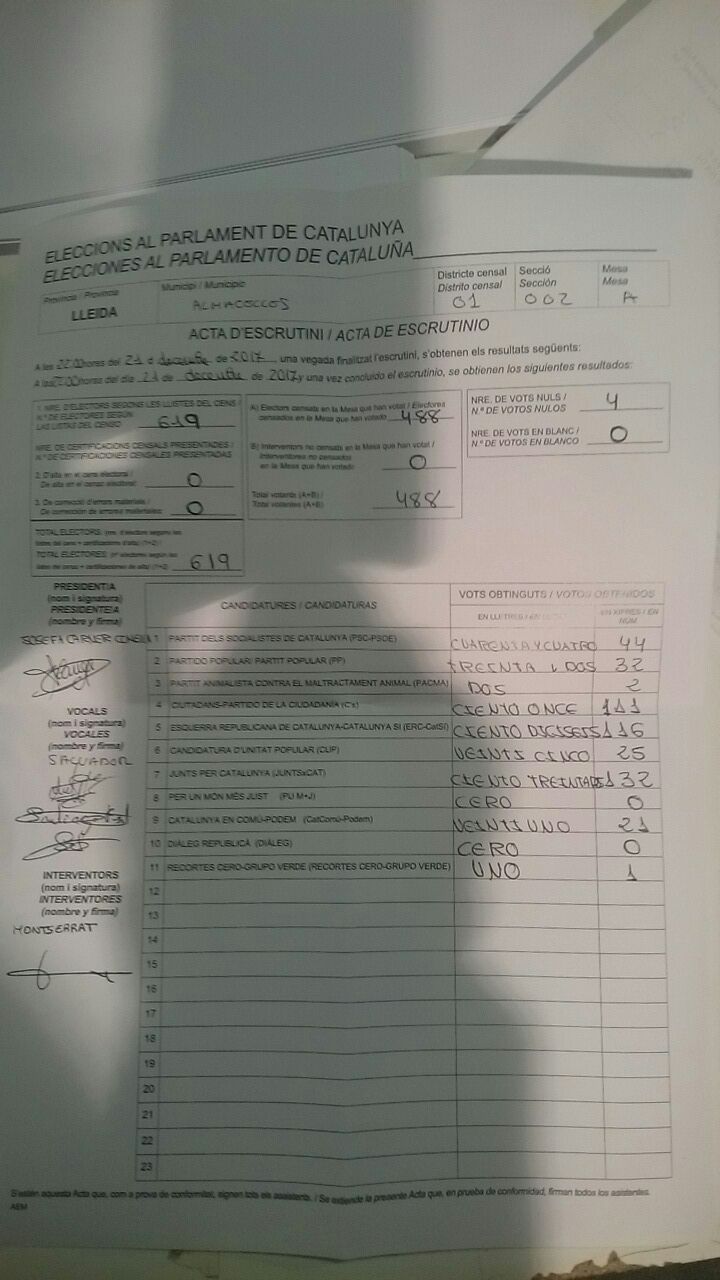 ELECCIONS AL PARLAMENT DE CATALUNYA
ELECCIONES AL PARLAMENTO DE CATALUÑA
Provincia / Provincia
LLEIDA
Municipi / Municipio
ALMACELLES
Districte censal
Distrito censal
01
Secció
Sección
002
Mesa
Mesa
A
ACTA D'ESCRUTINI / ACTA DE ESCRUTINIO
A les 22:00 hores del 21 d de 2017, una vegada finalitzat l'escrutini, s'obtenen els resultats següents:
A las horas del día 21 de de 2017 y una vez concluido el escrutinio, se obtienen los siguientes resultados:
1. NRE. D'ELECTORS SEGONS LES LLISTES DEL CENS /
N.º DE ELECTORES SEGÚN
LAS LISTAS DEL CENSO 619
NRE. DE CERTIFICACIONS CENSALS PRESENTADES /
N.º DE CERTIFICACIONES CENSALES PRESENTADAS
2. D'alta en el cens electoral /
De alta en el censo electoral: 0
3. De correcció d'errors materials /
De corrección de errores materiales: 0
TOTAL ELECTORS: (nre. d'electors segons les
llistes del cens + certificacions d'alta) (1+2) /
TOTAL ELECTORES: (nº electores según las
listas del censo + certificaciones de alta) (1+2) 619
A) Electors censats en la Mesa que han votat / Electores
censados en la Mesa que han votado 488
B) Interventors no censats en la Mesa que han votat /
Interventores no censados
en la Mesa que han votado 0
Total votants (A+B) /
Total votantes (A+B) 488
NRE. DE VOTS NULS /
N.º DE VOTOS NULOS 4
NRE. DE VOTS EN BLANC /
N.º DE VOTOS EN BLANCO 0
PRESIDENT/A
(nom i signatura)
PRESIDENTE/A
(nombre y firma)
JOSEFA CARNER
VOCALS
(nom i signatura)
VOCALES
(nombre y firma)
SALVADOR
INTERVENTORS
(nom i signatura)
INTERVENTORES
(nombre y firma)
MONTSERRAT
CANDIDATURES / CANDIDATURAS
VOTS OBTINGUTS / VOTOS OBTENIDOS
EN LLETRES / EN LETRA
EN XIFRES / EN NÚM
1 PARTIT DELS SOCIALISTES DE CATALUNYA (PSC-PSOE) CUARENTA Y CUATRO 44
2 PARTIDO POPULAR/ PARTIT POPULAR (PP) TREINTA Y DOS 32
3 PARTIT ANIMALISTA CONTRA EL MALTRACTAMENT ANIMAL (PACMA) DOS 2
4 CIUTADANS-PARTIDO DE LA CIUDADANÍA (C's) CIENTO ONCE 111
5 ESQUERRA REPUBLICANA DE CATALUNYA-CATALUNYA SÍ (ERC-CatSí) CIENTO DICISEIS 116
6 CANDIDATURA D'UNITAT POPULAR (CUP) VEINTI CINCO 25
7 JUNTS PER CATALUNYA (JUNTSxCAT) CIENTO TREINTADOS 132
8 PER UN MÓN MÉS JUST (PUM+J) CERO 0
9 CATALUNYA EN COMÚ-PODEM (CatComú-Podem) VEINTIUNO 21
10 DIÀLEG REPUBLICÀ (DIÀLEG) CERO 0
11 RECORTES CERO-GRUPO VERDE (RECORTES CERO-GRUPO VERDE) UNO 1
12
13
14
15
16
17
18
19
20
21
22
23
S'estén aquesta Acta que, com a prova de conformitat, signen tots els assistents. / Se extiende la presente Acta que, en prueba de conformidad, firman todos los asistentes.
AEM